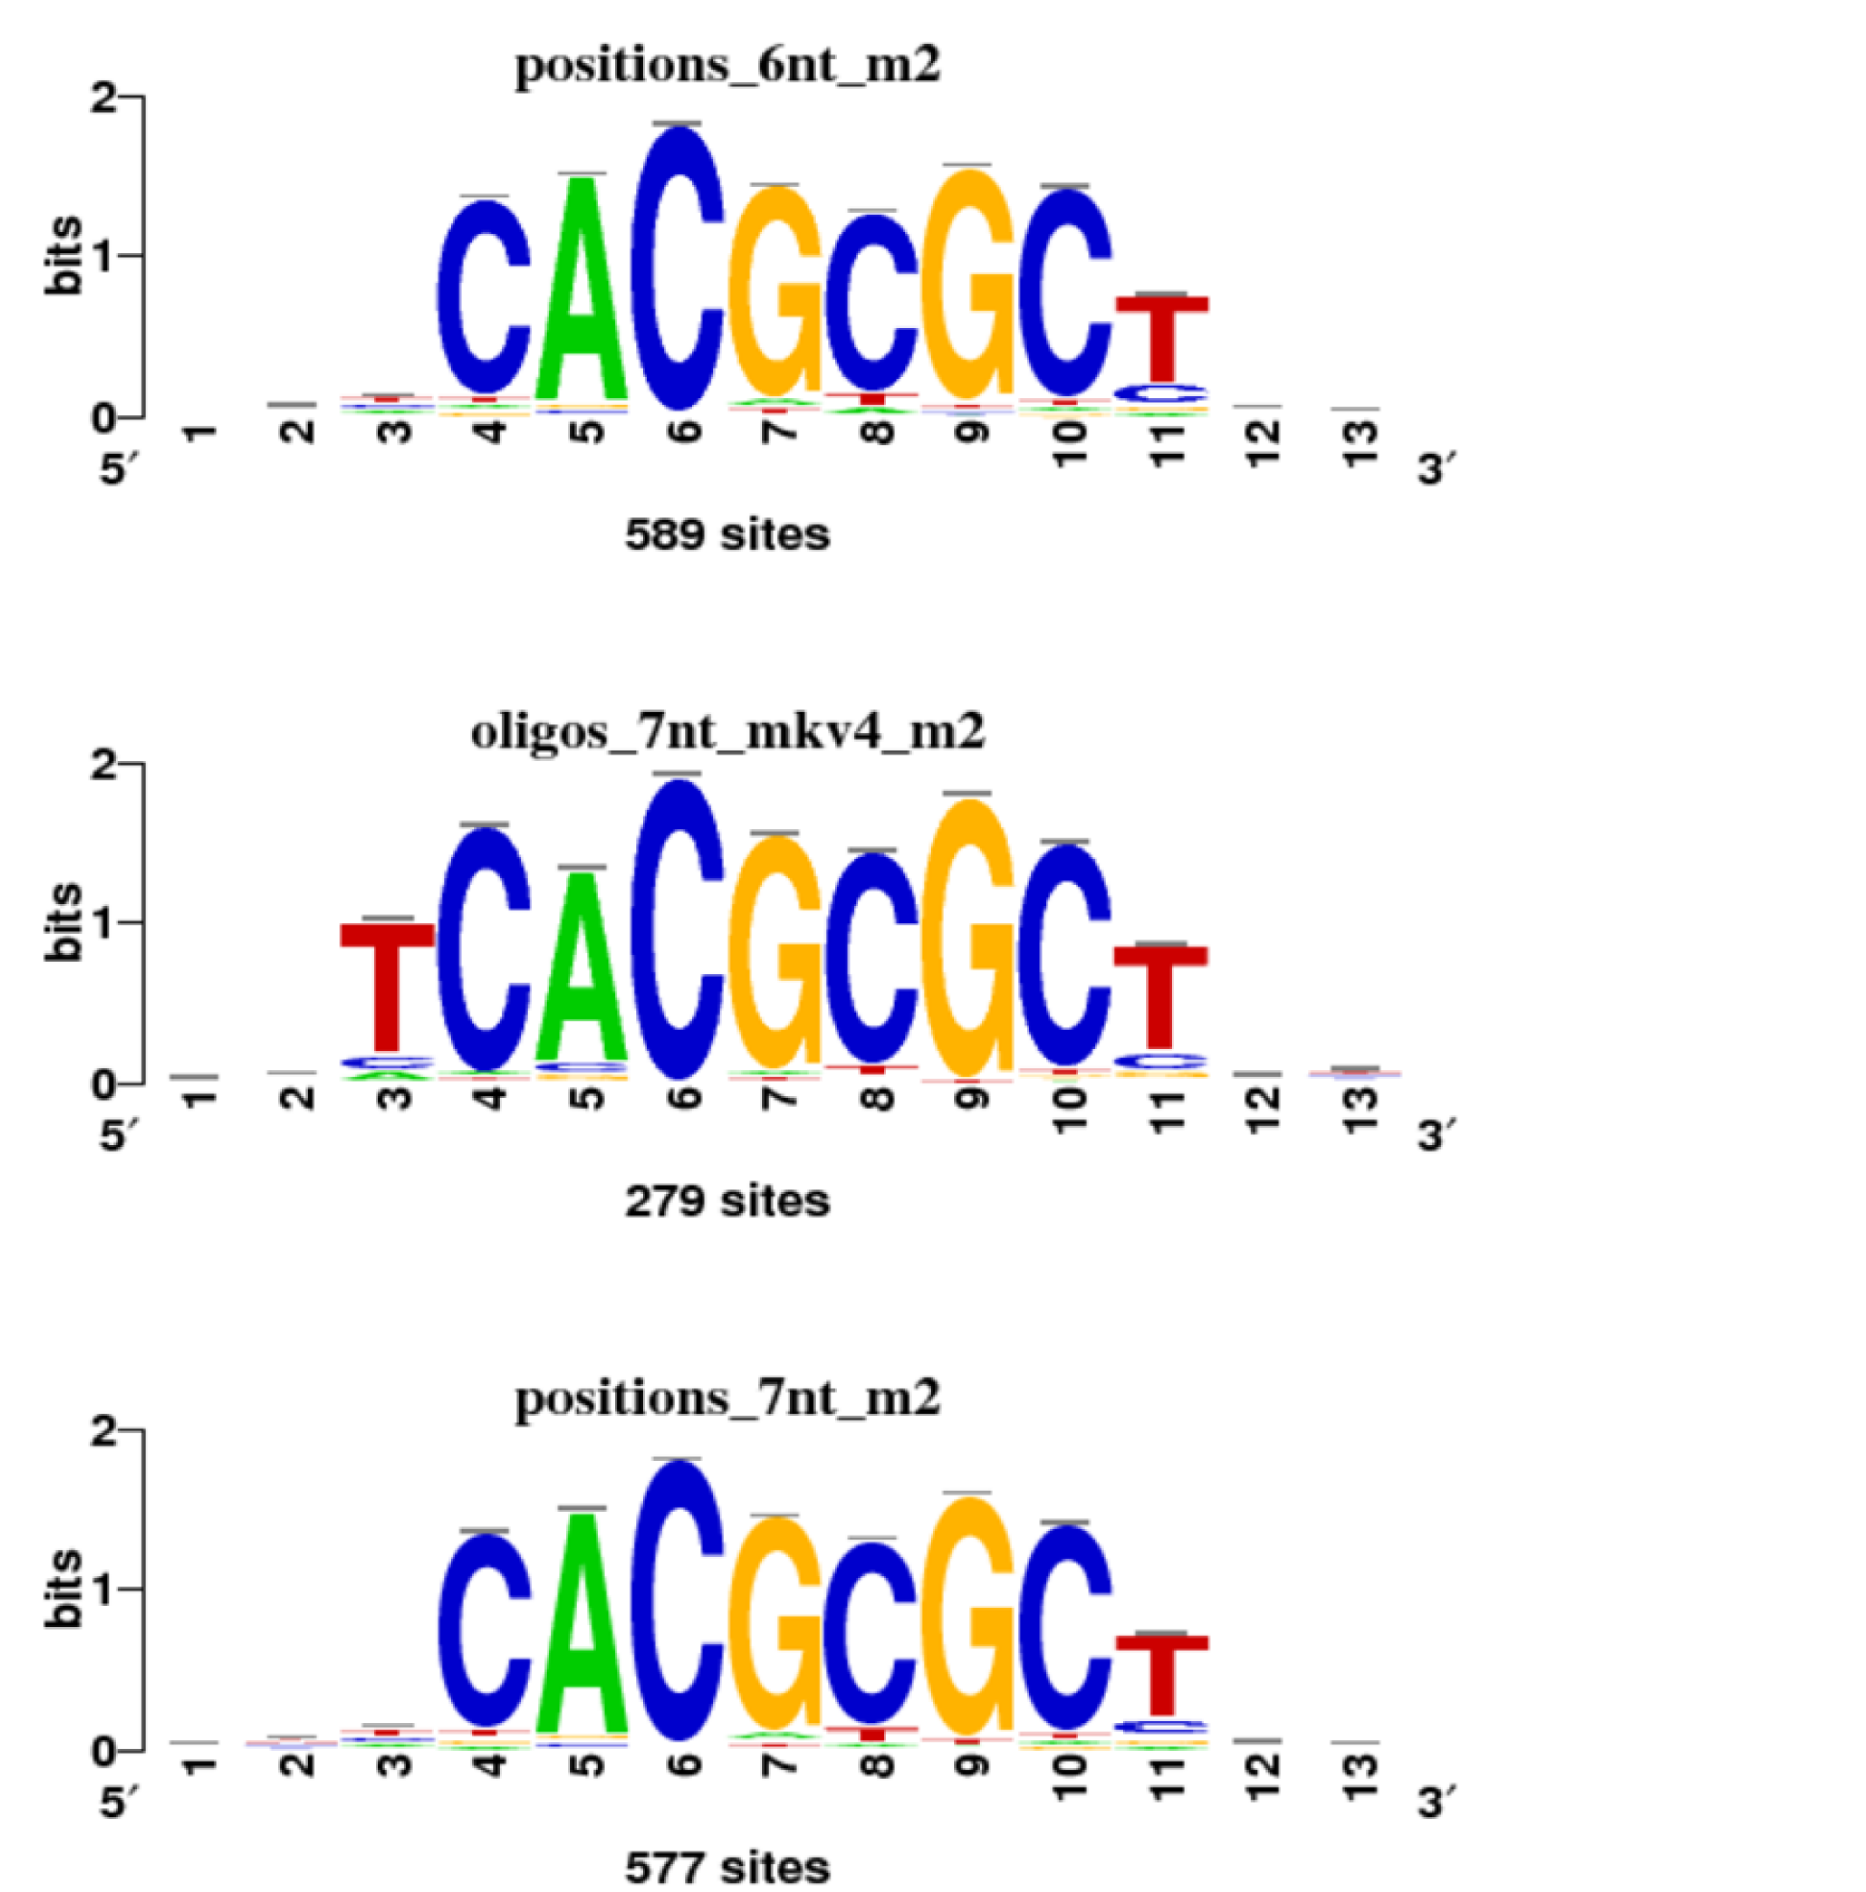 positions_6nt_m2
2
bits
1
0
CACGCGCT
1 2 3 4 5 6 7 8 9 10 11 12 13
5′ 3′
589 sites
oligos_7nt_mkv4_m2
2
bits
1
0
TCACGCGCT
1 2 3 4 5 6 7 8 9 10 11 12 13
5′ 3′
279 sites
positions_7nt_m2
2
bits
1
0
CACGCGCT
1 2 3 4 5 6 7 8 9 10 11 12 13
5′ 3′
577 sites